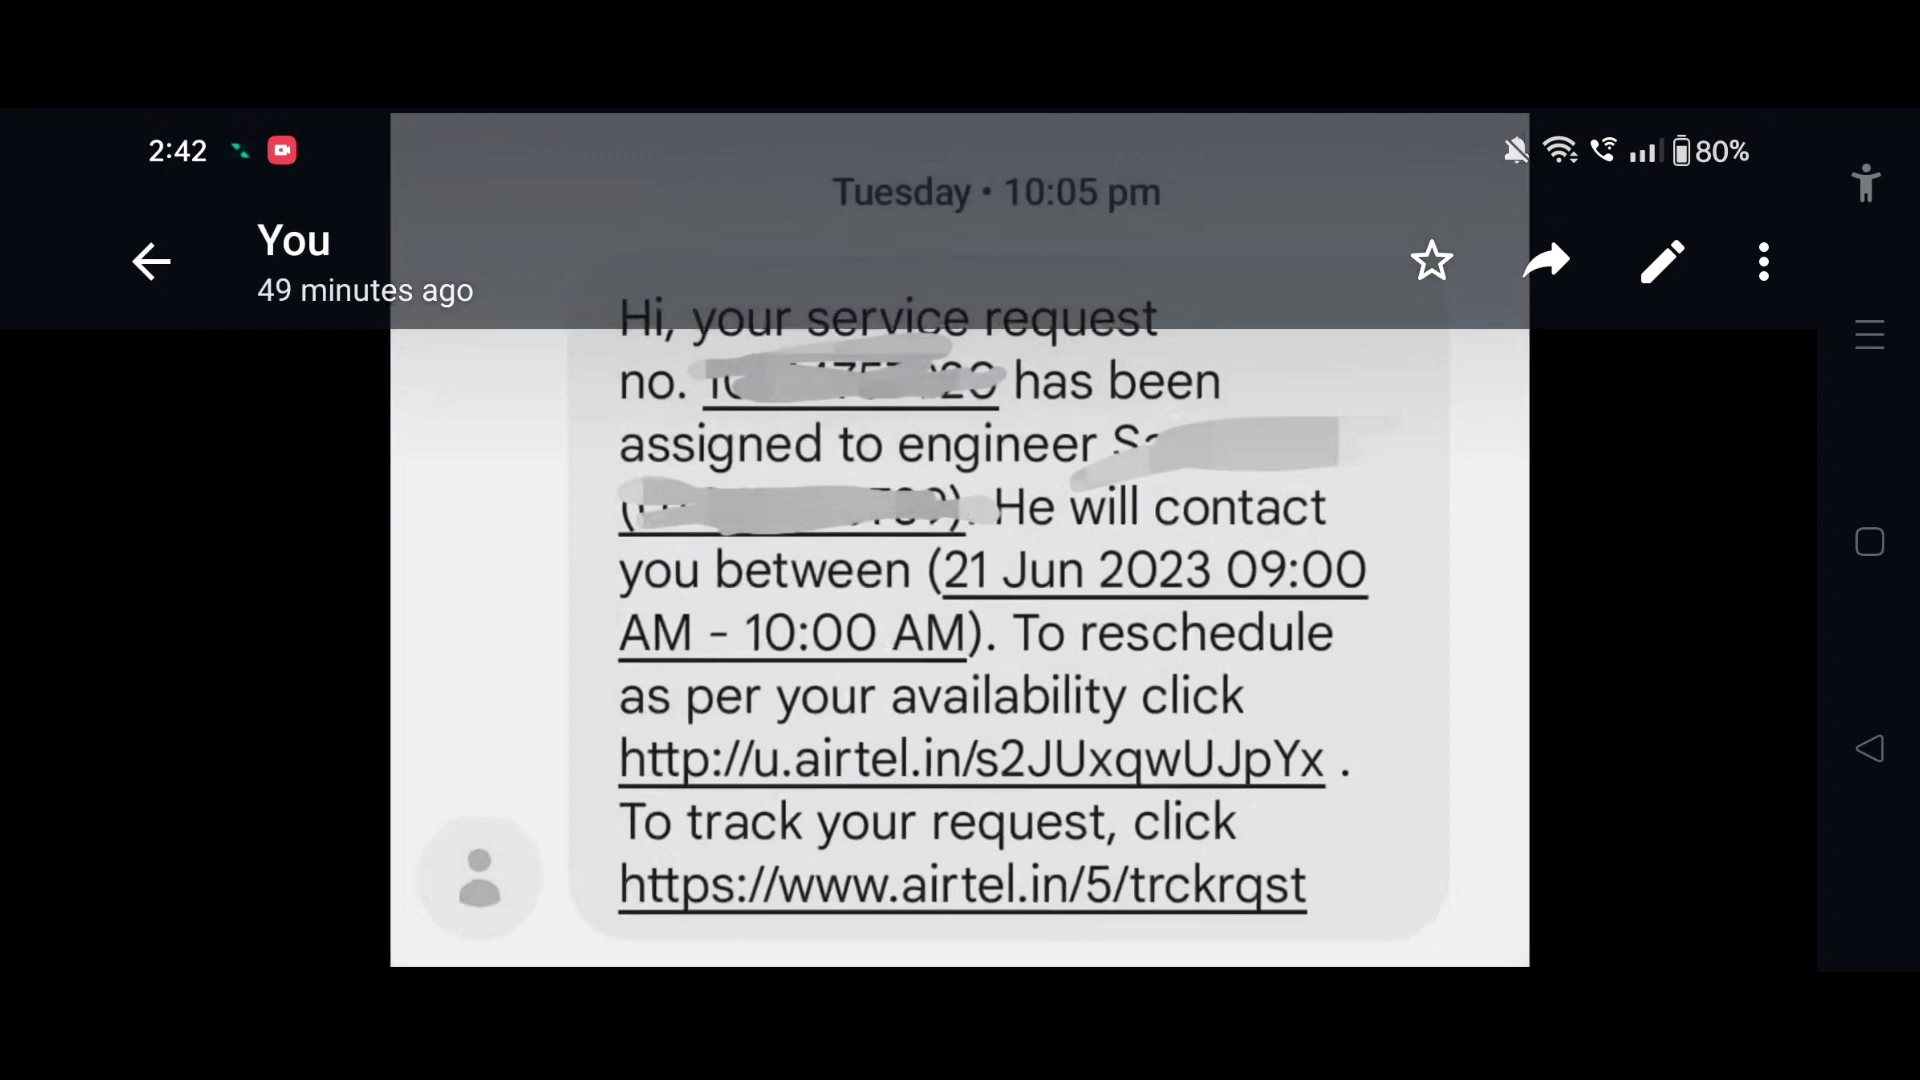 2:42
80%
Tuesday • 10:05 pm
You
49 minutes ago
Hi, your service request
no. has been
assigned to engineer
He will contact
you between (21 Jun 2023 09:00
AM - 10:00 AM). To reschedule
as per your availability click
http://u.airtel.in/s2JUxqwUJpYx .
To track your request, click
https://www.airtel.in/5/trckrqst